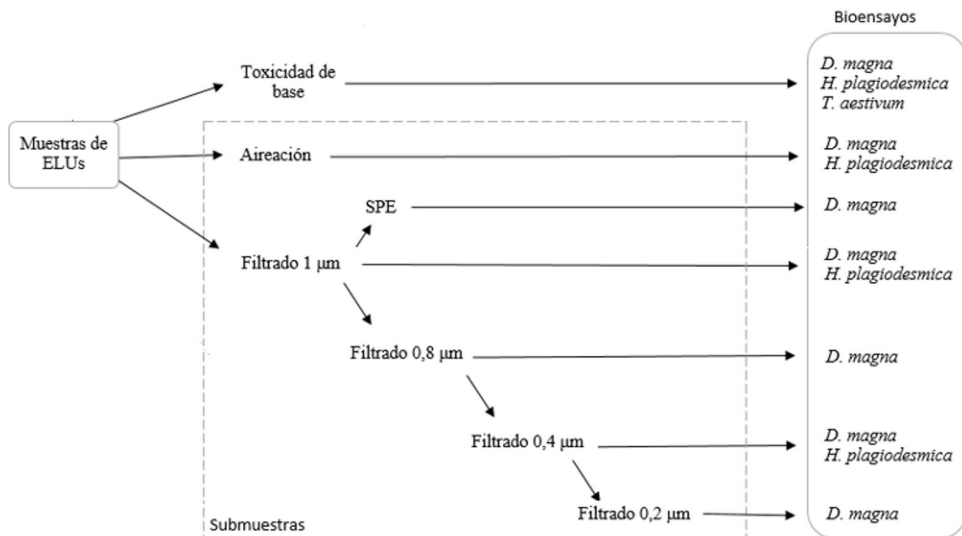 Bioensayos
Toxicidad de
base
D. magna
H. plagiodesmica
T. aestivum
Muestras de
ELUs
Aireación
D. magna
H. plagiodesmica
SPE
D. magna
Filtrado 1 μm
D. magna
H. plagiodesmica
Filtrado 0,8 μm
D. magna
Filtrado 0,4 μm
D. magna
H. plagiodesmica
Filtrado 0,2 μm
D. magna
Submuestras